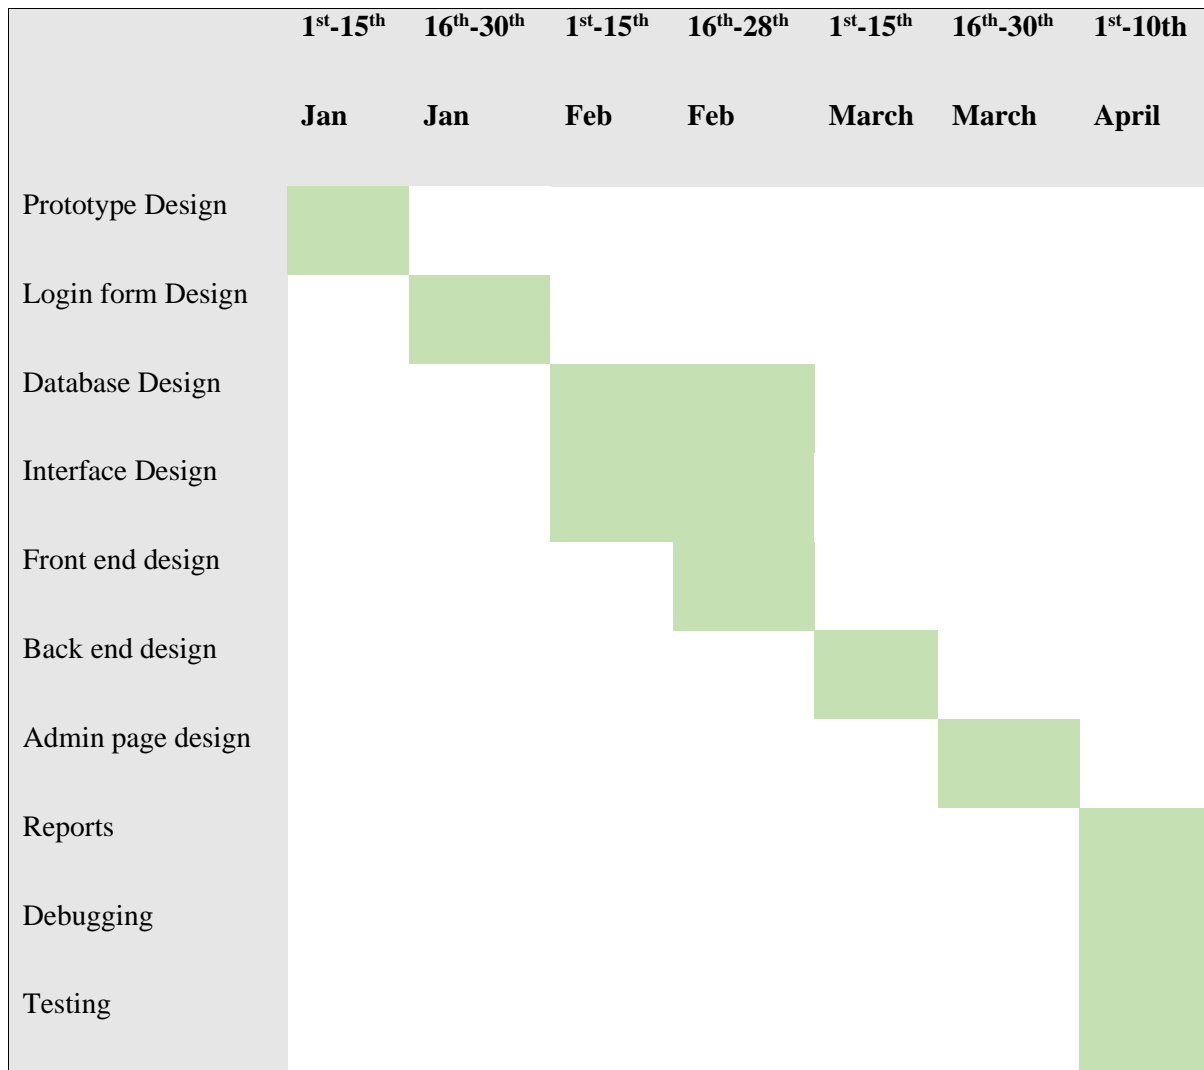 1st-15th 16th-30th 1st-15th 16th-28th 1st-15th 16th-30th 1st-10th
Jan Jan Feb Feb March March April
Prototype Design
Login form Design
Database Design
Interface Design
Front end design
Back end design
Admin page design
Reports
Debugging
Testing